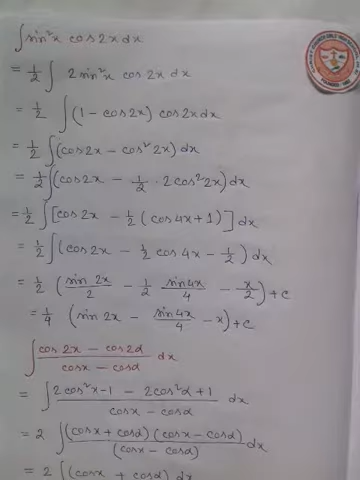 ∫sin²x cos2x dx
= 1/2 ∫ 2sin²x cos2x dx
= 1/2 ∫(1 - cos2x) cos2x dx
= 1/2 ∫(cos2x - cos²2x) dx
= 1/2 ∫(cos2x - 1/2 · 2cos²2x) dx
= 1/2 ∫[cos2x - 1/2 (cos4x + 1)] dx
= 1/2 ∫(cos2x - 1/2 cos4x - 1/2) dx
= 1/2 (sin2x/2 - 1/2 sin4x/4 - x/2) + c
= 1/4 (sin2x - sin4x/4 - x) + c
∫ (cos2x - cos2α)/(cosx - cosα) dx
= ∫ (2cos²x - 1 - 2cos²α + 1)/(cosx - cosα) dx
= 2 ∫ (cosx + cosα)(cosx - cosα)/(cosx - cosα) dx
= 2 ∫(cosx + cosα) dx